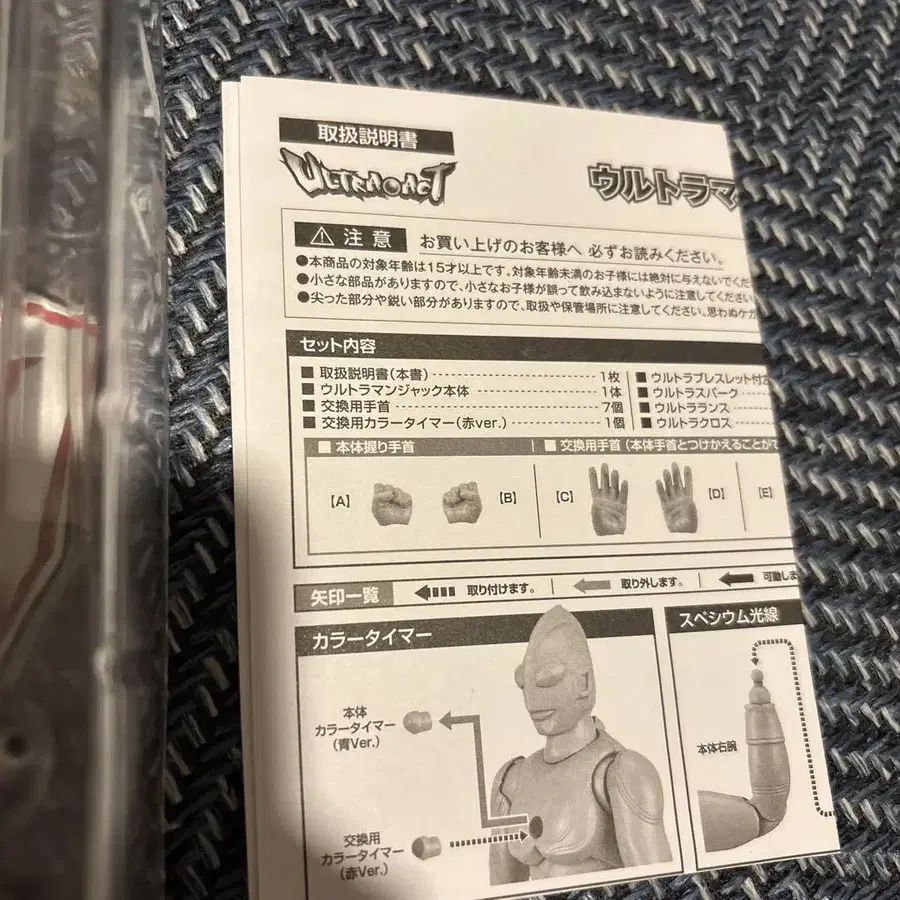 取扱説明書
ULTRA-ACT
ウルトラマ
注意 お買い上げのお客様へ 必ずお読みください。
●本商品の対象年齢は15才以上です。対象年齢未満のお子様には絶対に与えないでくだ
●小さな部品がありますので、小さなお子様が誤って飲み込まないように注意してください
●尖った部分や鋭い部分がありますので、取扱や保管場所に注意してください。思わぬケガ
セット内容
■ 取扱説明書(本書) 1枚
■ ウルトラマンジャック本体 1体
■ 交換用手首 7個
■ 交換用カラータイマー(赤ver.) 1個
■ ウルトラブレスレット付左
■ ウルトラスパーク
■ ウルトラランス
■ ウルトラクロス
■ 本体握り手首
■ 交換用手首(本体手首とつけかえることがで
【A】
【B】
【C】
【D】
【E】
矢印一覧
取り付けます。
取り外します。
可動しま
カラータイマー
本体
カラータイマー
(青Ver.)
交換用
カラータイマー
(赤Ver.)
スペシウム光線
本体右腕